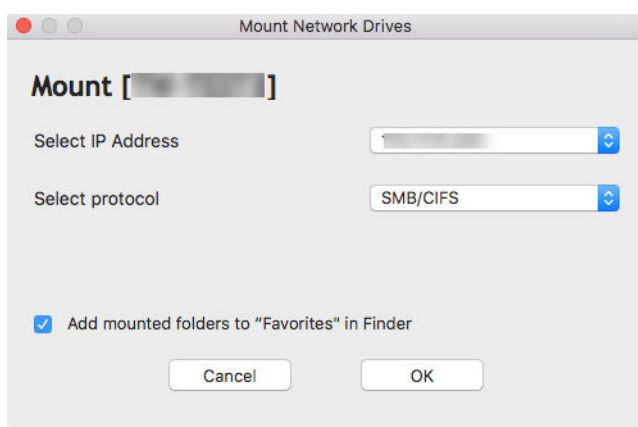 Mount Network Drives
Mount [ ]
Select IP Address
Select protocol SMB/CIFS
Add mounted folders to “Favorites" in Finder
Cancel OK